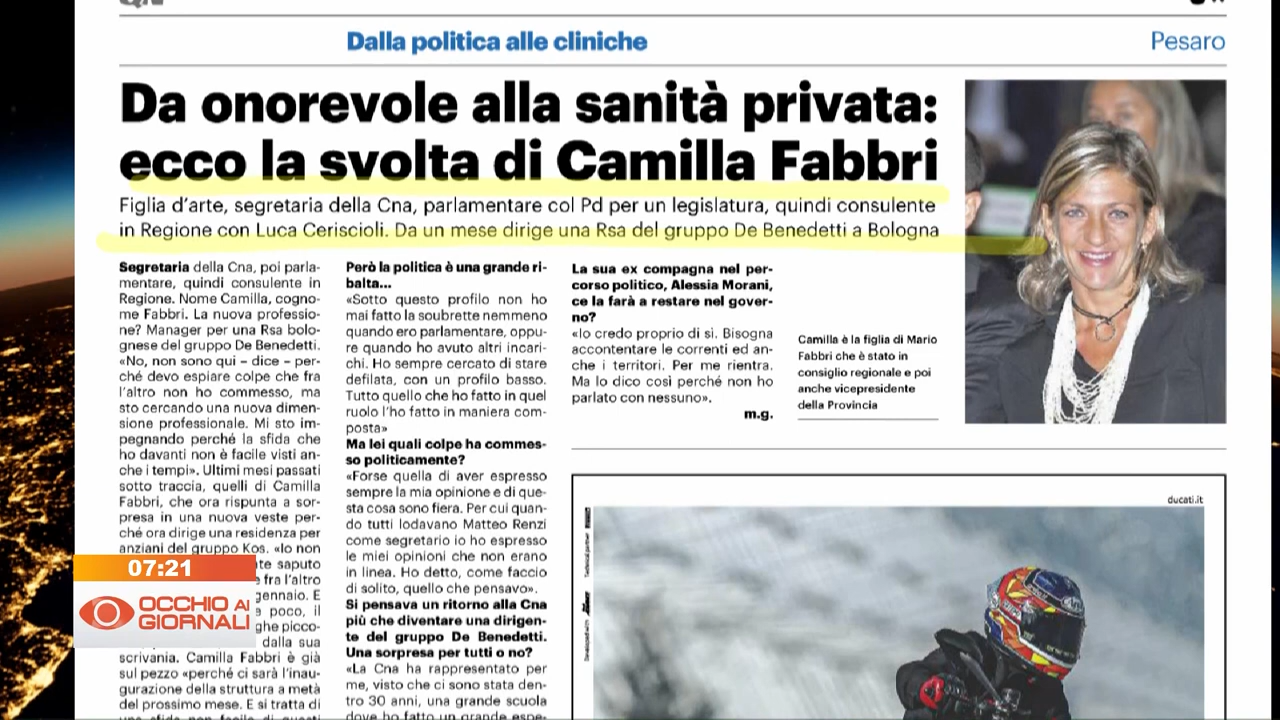 QN
Dalla politica alle cliniche
Pesaro
Da onorevole alla sanità privata:
ecco la svolta di Camilla Fabbri
Figlia d'arte, segretaria della Cna, parlamentare col Pd per un legislatura, quindi consulente
in Regione con Luca Ceriscioli. Da un mese dirige una Rsa del gruppo De Benedetti a Bologna
Segretaria della Cna, poi parla-
mentare, quindi consulente in
Regione. Nome Camilla, cogno-
me Fabbri. La nuova professio-
ne? Manager per una Rsa bolo-
gnese del gruppo De Benedetti.
«No, non sono qui – dice – per-
ché devo espiare colpe che fra
l'altro non ho commesso, ma
sto cercando una nuova dimen-
sione professionale. Mi sto im-
pegnando perché la sfida che
ho davanti non è facile visti an-
che i tempi». Ultimi mesi passati
sotto traccia, quelli di Camilla
Fabbri, che ora rispunta a sor-
presa in una nuova veste per-
ché ora dirige una residenza per
anziani del gruppo Kos. «Io non
te saputo
fra l'altro
gennaio. E
poco, il
ghe picco-
dalla sua
scrivania. Camilla Fabbri è già
sul pezzo «perché ci sarà l'inau-
gurazione della struttura a metà
del prossimo mese. E si tratta di
una sfida non facile di questi
Però la politica è una grande ri-
balta...
«Sotto questo profilo non ho
mai fatto la soubrette nemmeno
quando ero parlamentare, oppu-
re quando ho avuto altri incari-
chi. Ho sempre cercato di stare
defilata, con un profilo basso.
Tutto quello che ho fatto in quel
ruolo l'ho fatto in maniera com-
posta»
Ma lei quali colpe ha commes-
so politicamente?
«Forse quella di aver espresso
sempre la mia opinione e di que-
sta cosa sono fiera. Per cui quan-
do tutti lodavano Matteo Renzi
come segretario io ho espresso
le miei opinioni che non erano
in linea. Ho detto, come faccio
di solito, quello che pensavo».
Si pensava un ritorno alla Cna
più che diventare una dirigen-
te del gruppo De Benedetti.
Una sorpresa per tutti o no?
«La Cna ha rappresentato per
me, visto che ci sono stata den-
tro 30 anni, una grande scuola
dove ho fatto un grande espe-
La sua ex compagna nel per-
corso politico, Alessia Morani,
ce la farà a restare nel gover-
no?
«Io credo proprio di sì. Bisogna
accontentare le correnti ed an-
che i territori. Per me rientra.
Ma lo dico così perché non ho
parlato con nessuno».
m.g.
Camilla è la figlia di Mario
Fabbri che è stato in
consiglio regionale e poi
anche vicepresidente
della Provincia
ducati.it
07:21
OCCHIO AI
GIORNALI